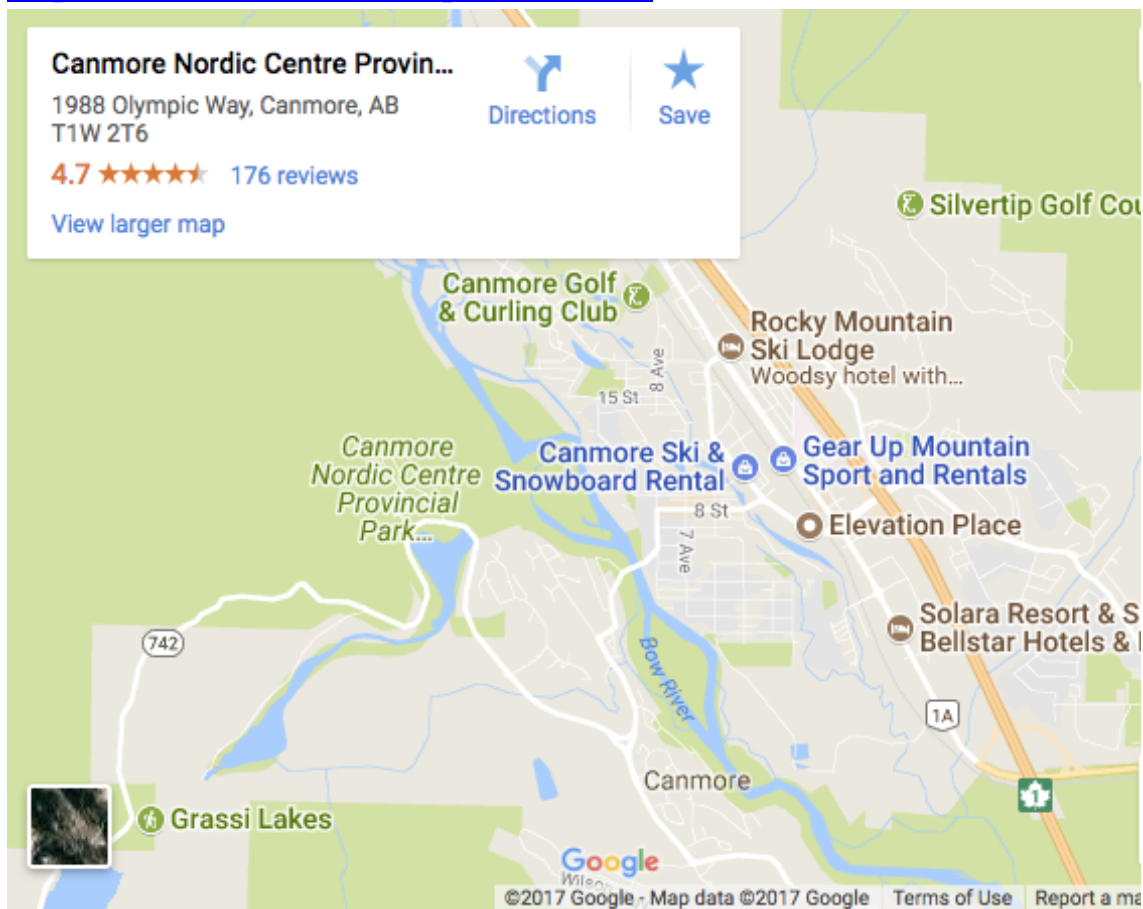 Canmore Nordic Centre Provin...
1988 Olympic Way, Canmore, AB
T1W 2T6
4.7
176 reviews
View larger map
Directions
Save
Silvertip Golf Cou
Canmore Golf
& Curling Club
Rocky Mountain
Ski Lodge
Woodsy hotel with...
8 Ave
15 St
Canmore
Nordic Centre
Provincial
Park...
Canmore Ski &
Snowboard Rental
Gear Up Mountain
Sport and Rentals
8 St
7 Ave
Elevation Place
742
Solara Resort & S
Bellstar Hotels &
Bow River
1A
Canmore
1
Grassi Lakes
Google
©2017 Google - Map data ©2017 Google
Terms of Use
Report a ma